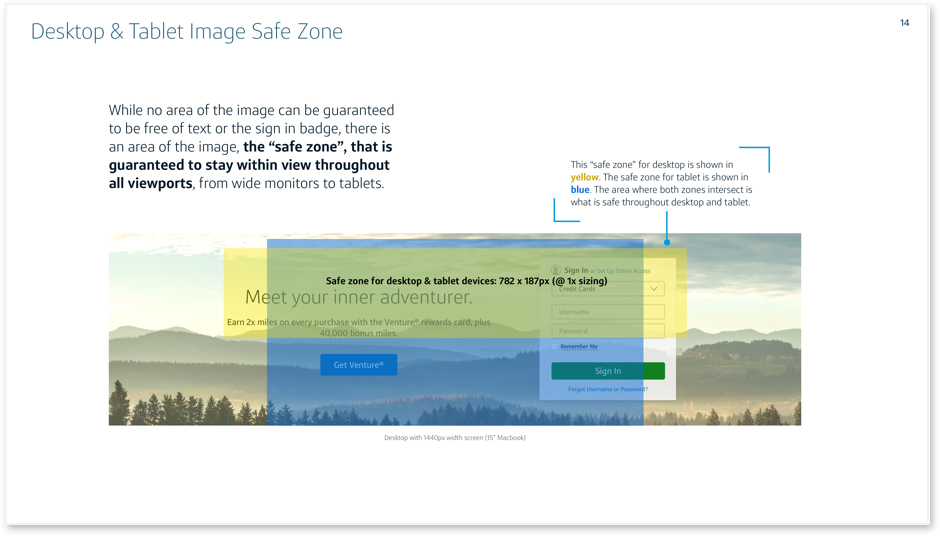 Desktop & Tablet Image Safe Zone
14
While no area of the image can be guaranteed
to be free of text or the sign in badge, there is
an area of the image, the “safe zone”, that is
guaranteed to stay within view throughout
all viewports, from wide monitors to tablets.
This “safe zone” for desktop is shown in
yellow. The safe zone for tablet is shown in
blue. The area where both zones intersect is
what is safe throughout desktop and tablet.
Sign In or Set Up Online Access
Safe zone for desktop & tablet devices: 782 x 187px (@ 1x sizing)
Credit Cards
Meet your inner adventurer.
Username
Earn 2x miles on every purchase with the Venture® rewards card, plus
40,000 bonus miles.
Password
Remember Me
Get Venture®
Sign In
Forgot Username or Password?
Desktop with 1440px width screen (15" Macbook)